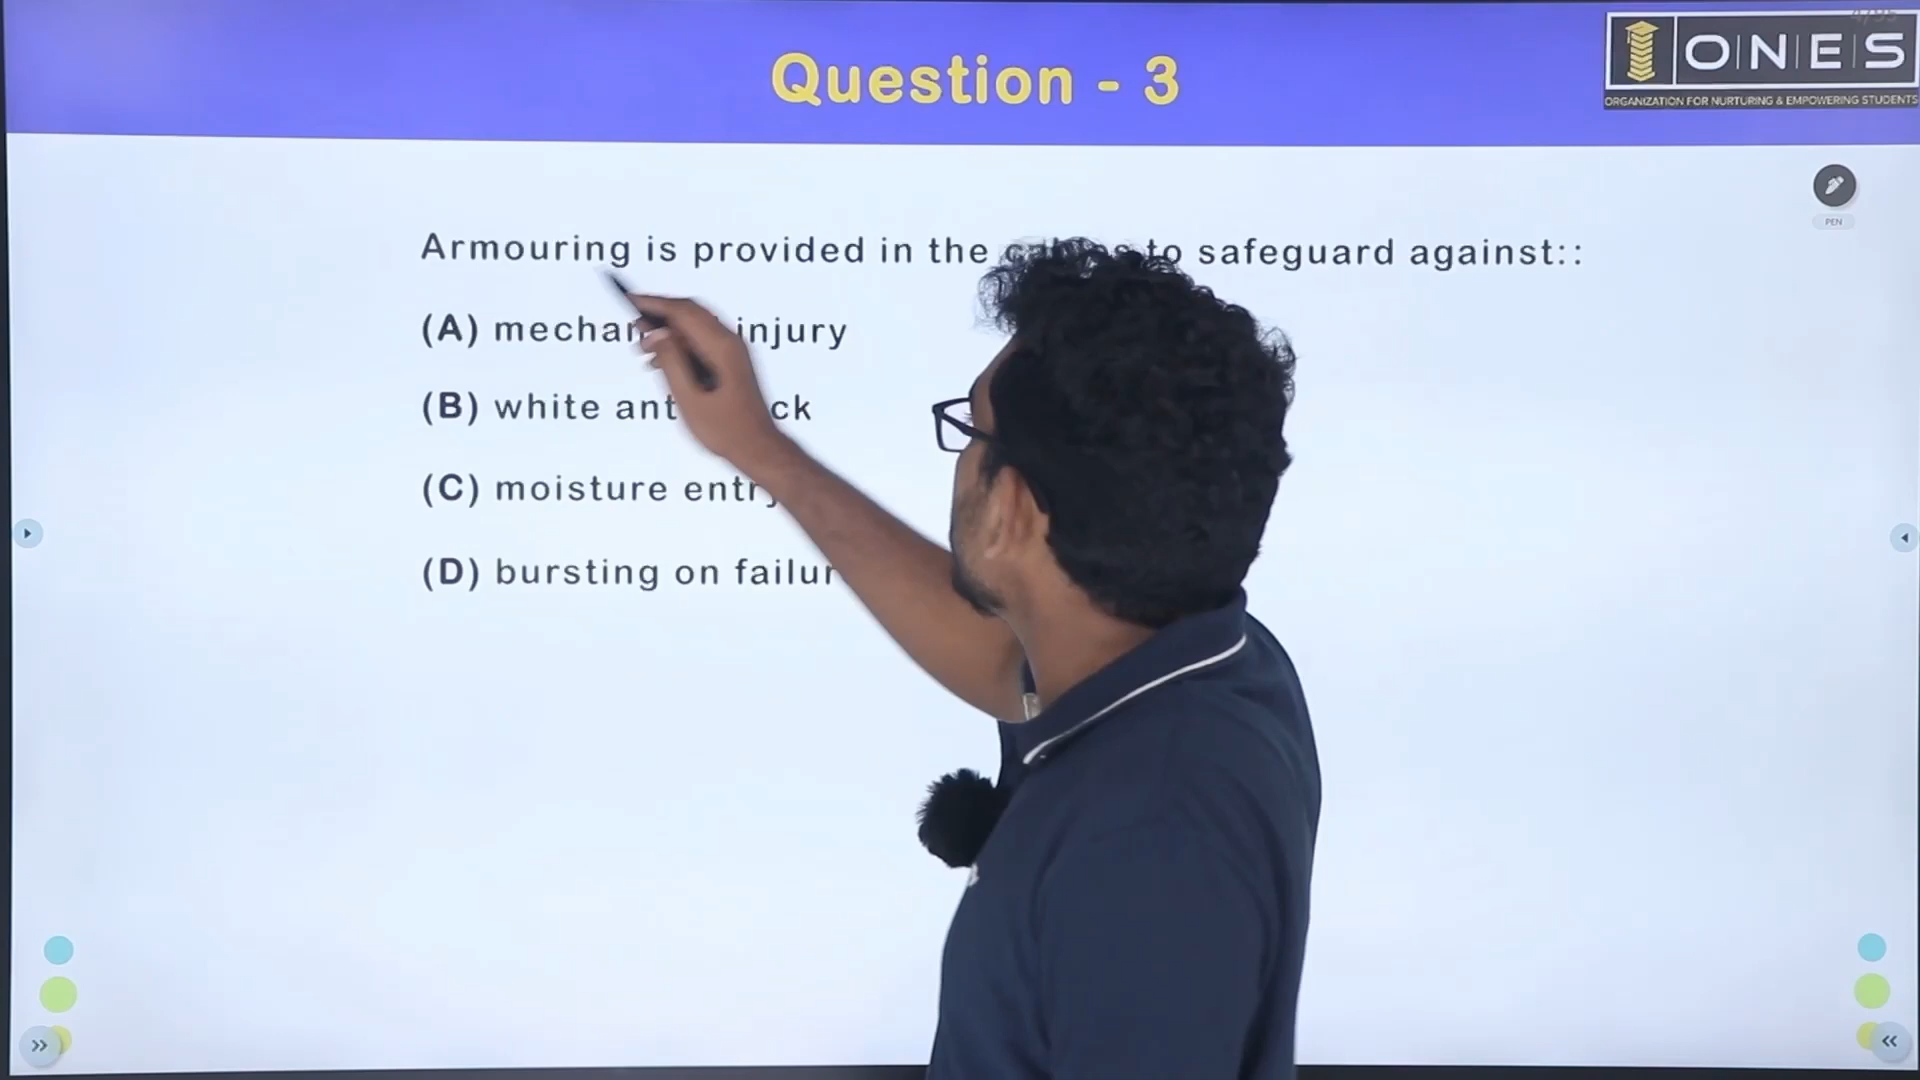 Question - 3
ONES
ORGANIZATION FOR NURTURING & EMPOWERING STUDENTS
PEN
Armouring is provided in the to safeguard against::
(A) injury
(B) white ant
(C) moisture entry
(D) bursting on